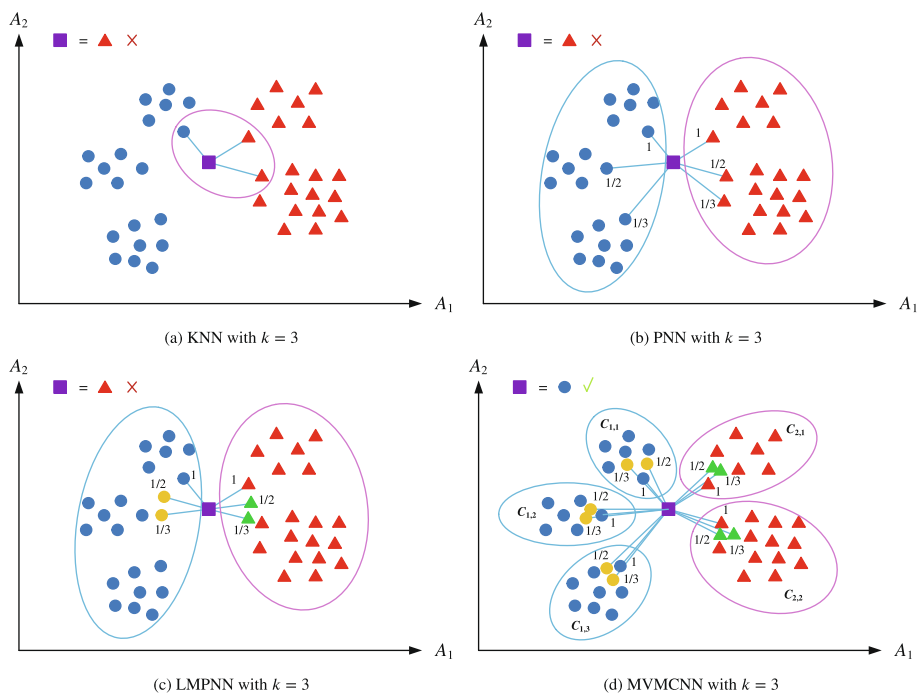 A2
= ×
A1
(a) KNN with k = 3
A2
= ×
1
1
1/2
1/2
1/3
1/3
A1
(b) PNN with k = 3
A2
= ×
1/2
1
1
1/2
1/3
1/3
A1
(c) LMPNN with k = 3
A2
= √
C1,1
C2,1
1/2
1/2
1/3
1/3
1
1
C1,2
1/2
1
1
1/3
1/2
1/3
1/2
1
1/3
C1,3
C2,2
A1
(d) MVMCNN with k = 3